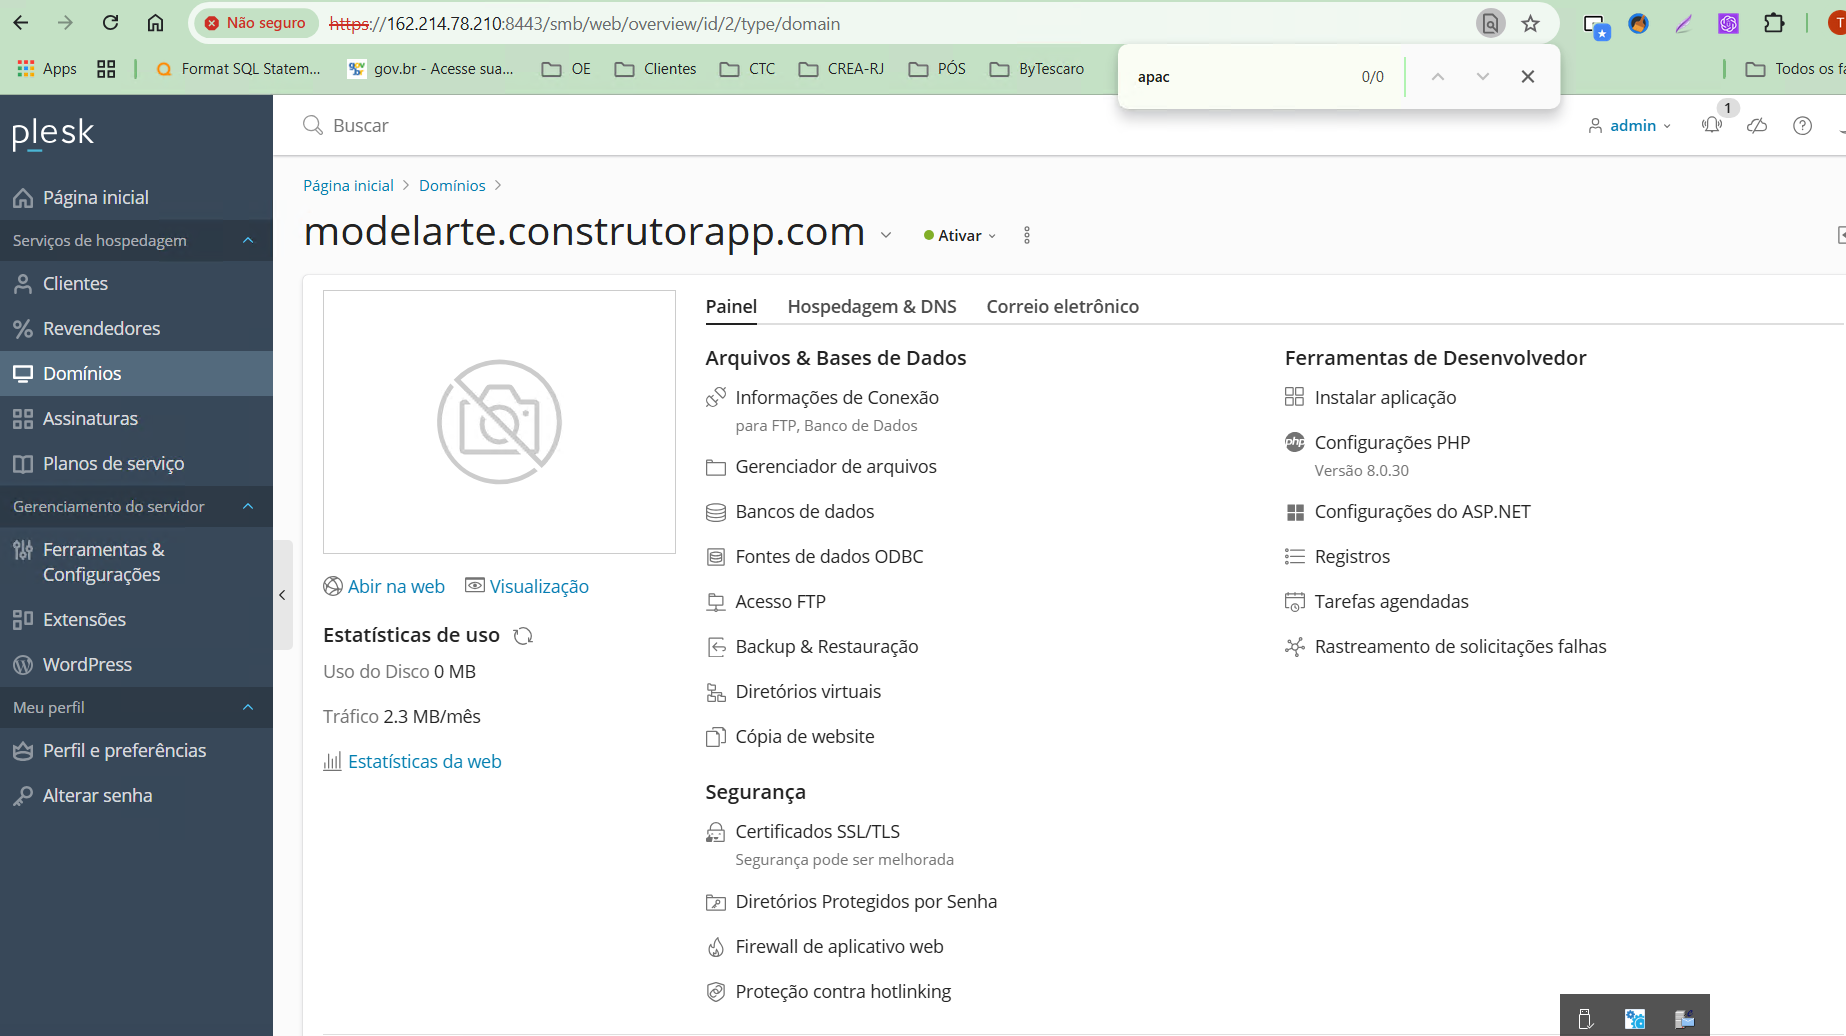 Não seguro
https://162.214.78.210:8443/smb/web/overview/id/2/type/domain
Apps
Format SQL Statem...
gov.br - Acesse sua...
OE
Clientes
CTC
CREA-RJ
PÓS
ByTescaro
Todos os fa
apac
0/0
plesk
Buscar
admin
1
Página inicial
Serviços de hospedagem
Clientes
Revendedores
Domínios
Assinaturas
Planos de serviço
Gerenciamento do servidor
Ferramentas &
Configurações
Extensões
WordPress
Meu perfil
Perfil e preferências
Alterar senha
Página inicial > Domínios >
modelarte.construtorapp.com
Ativar
Abir na web
Visualização
Estatísticas de uso
Uso do Disco 0 MB
Tráfico 2.3 MB/mês
Estatísticas da web
Painel
Hospedagem & DNS
Correio eletrônico
Arquivos & Bases de Dados
Informações de Conexão
para FTP, Banco de Dados
Gerenciador de arquivos
Bancos de dados
Fontes de dados ODBC
Acesso FTP
Backup & Restauração
Diretórios virtuais
Cópia de website
Segurança
Certificados SSL/TLS
Segurança pode ser melhorada
Diretórios Protegidos por Senha
Firewall de aplicativo web
Proteção contra hotlinking
Ferramentas de Desenvolvedor
Instalar aplicação
php
Configurações PHP
Versão 8.0.30
Configurações do ASP.NET
Registros
Tarefas agendadas
Rastreamento de solicitações falhas